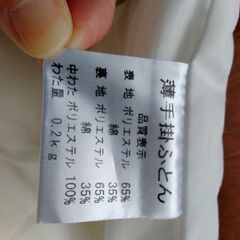 薄手掛ふとん
品質表示
表地 ポリエステル 65%
綿 35%
裏地 ポリエステル 65%
綿 35%
中わた ポリエステル 100%
わた量 0.2kg